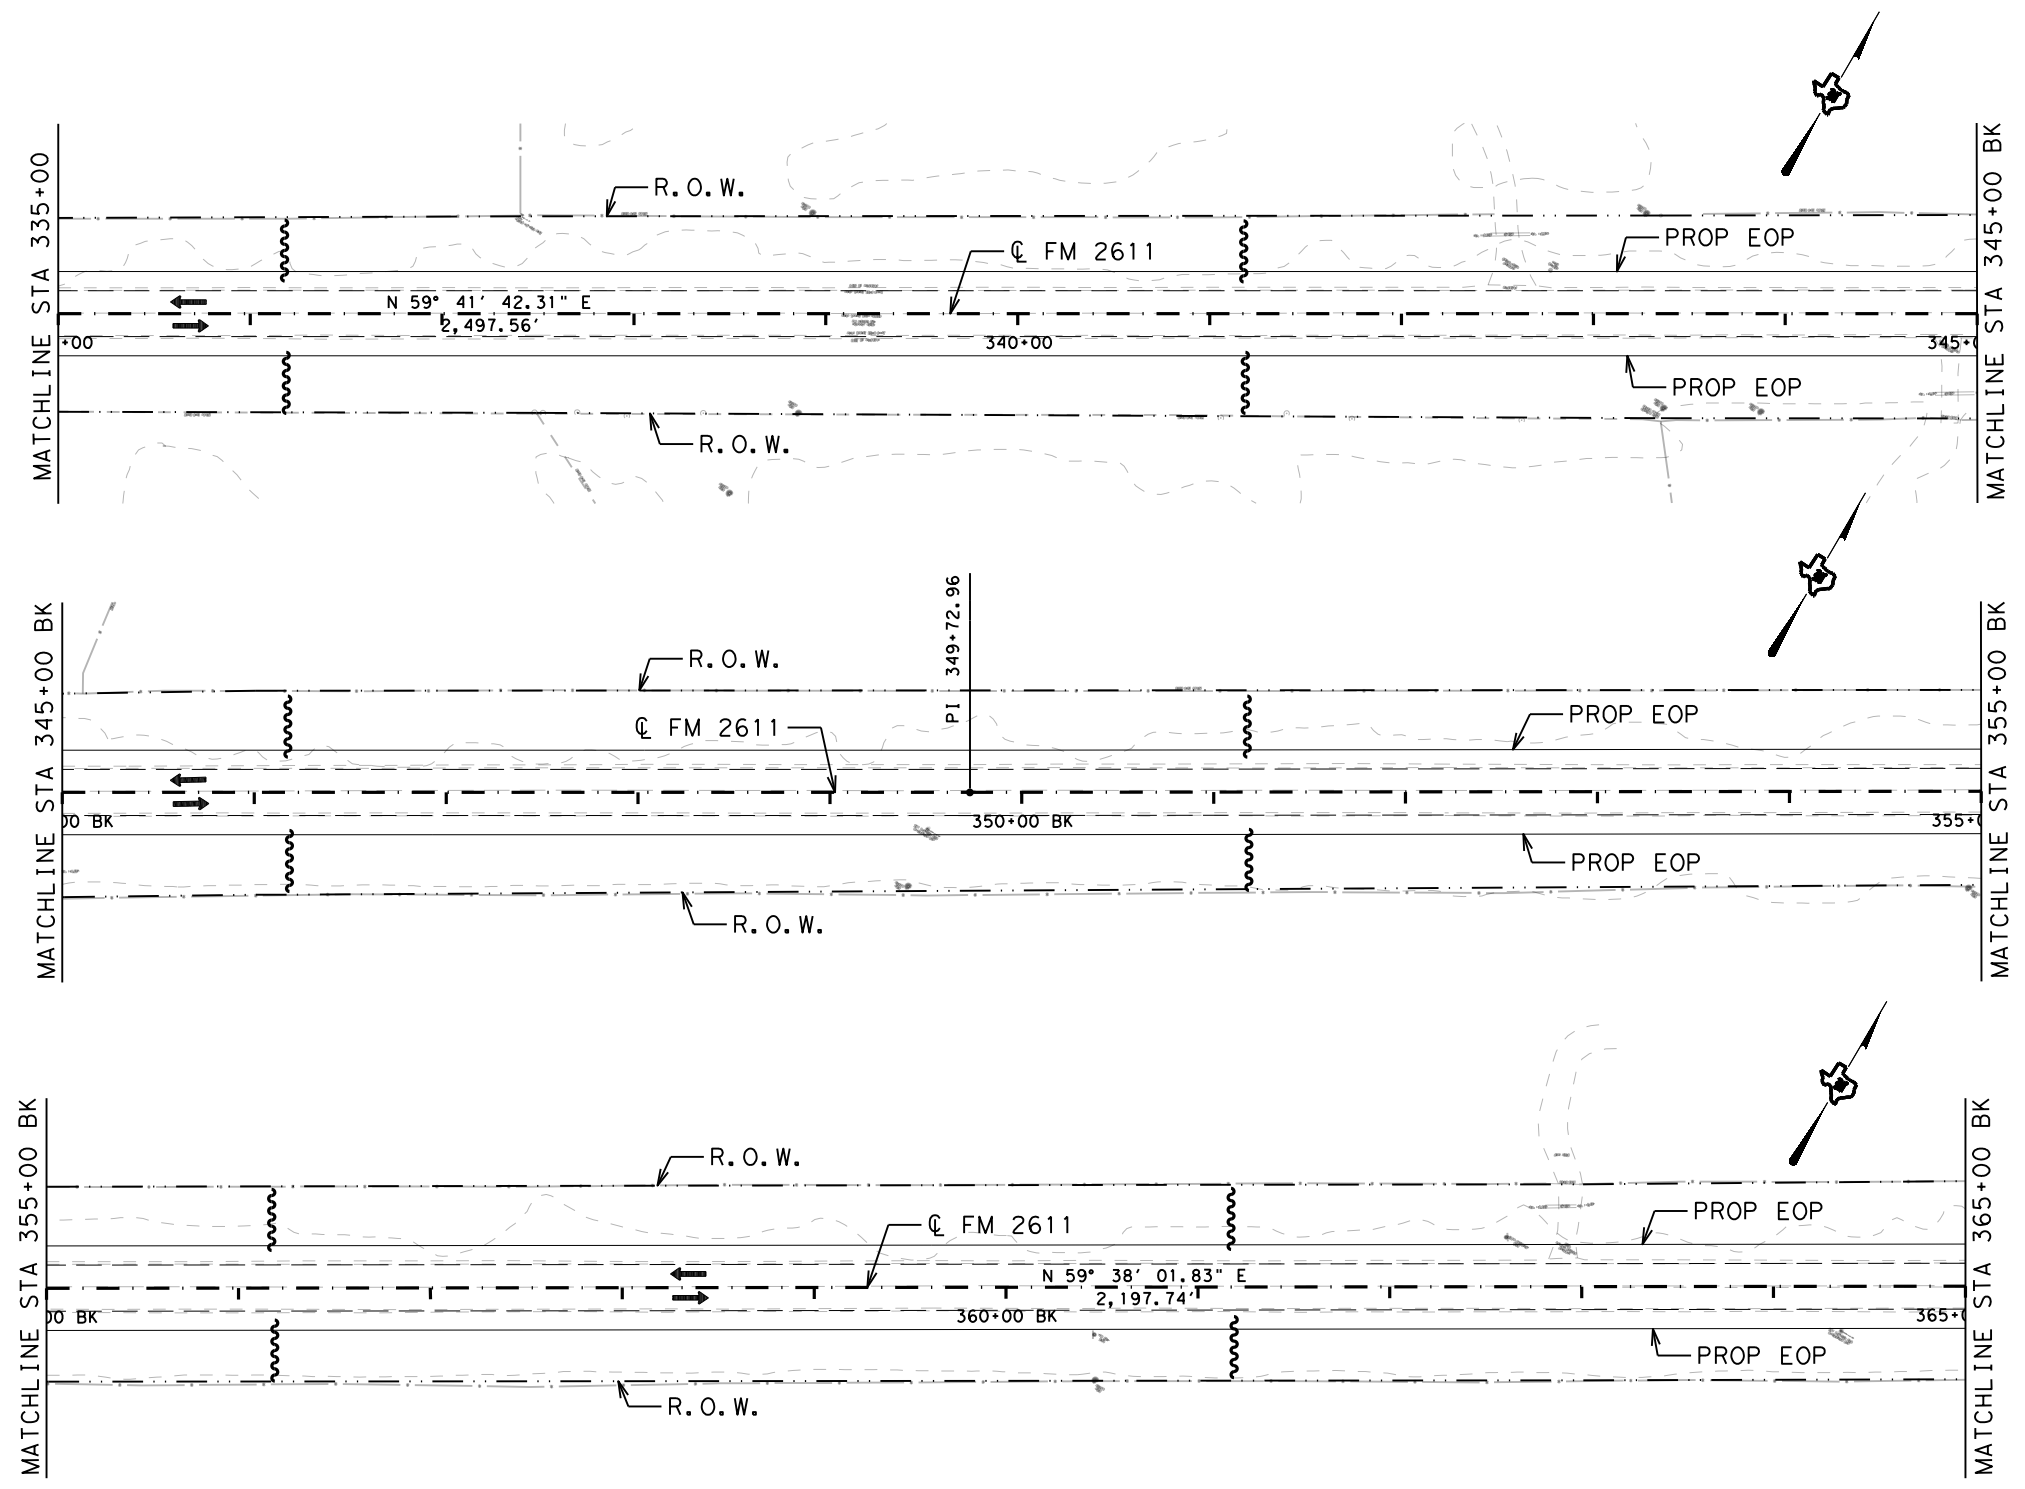 MATCHLINE STA 335+00
R.O.W.
℄ FM 2611
PROP EOP
N 59° 41' 42.31" E
2,497.56'
+00
340+00
345+0
PROP EOP
R.O.W.
MATCHLINE STA 345+00 BK
MATCHLINE STA 345+00 BK
R.O.W.
PI 349+72.96
℄ FM 2611
PROP EOP
00 BK
350+00 BK
355+0
PROP EOP
R.O.W.
MATCHLINE STA 355+00 BK
MATCHLINE STA 355+00 BK
R.O.W.
℄ FM 2611
PROP EOP
N 59° 38' 01.83" E
2,197.74'
00 BK
360+00 BK
365+0
PROP EOP
R.O.W.
MATCHLINE STA 365+00 BK